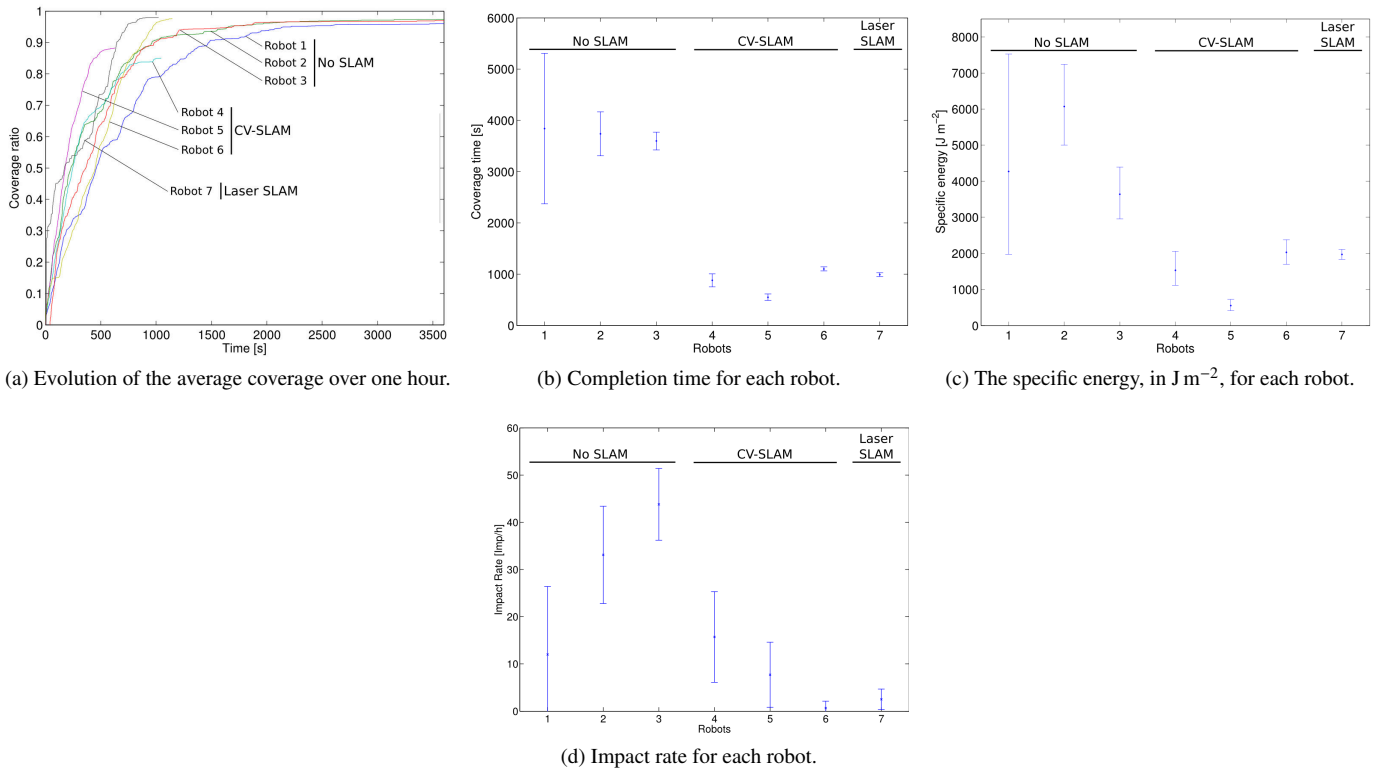 1
0.9
0.8
0.7
0.6
0.5
0.4
0.3
0.2
0.1
0
Coverage ratio
Robot 1
Robot 2
Robot 3
No SLAM
Robot 4
Robot 5
Robot 6
CV-SLAM
Robot 7
Laser SLAM
0 500 1000 1500 2000 2500 3000 3500
Time [s]
(a) Evolution of the average coverage over one hour.
6000
5000
4000
3000
2000
1000
0
Coverage time [s]
No SLAM
CV-SLAM
Laser
SLAM
1 2 3 4 5 6 7
Robots
(b) Completion time for each robot.
8000
7000
6000
5000
4000
3000
2000
1000
0
Specific energy [J m⁻²]
No SLAM
CV-SLAM
Laser
SLAM
1 2 3 4 5 6 7
Robots
(c) The specific energy, in J m⁻², for each robot.
60
50
40
30
20
10
0
Impact Rate [Imp/h]
No SLAM
CV-SLAM
Laser
SLAM
1 2 3 4 5 6 7
Robots
(d) Impact rate for each robot.